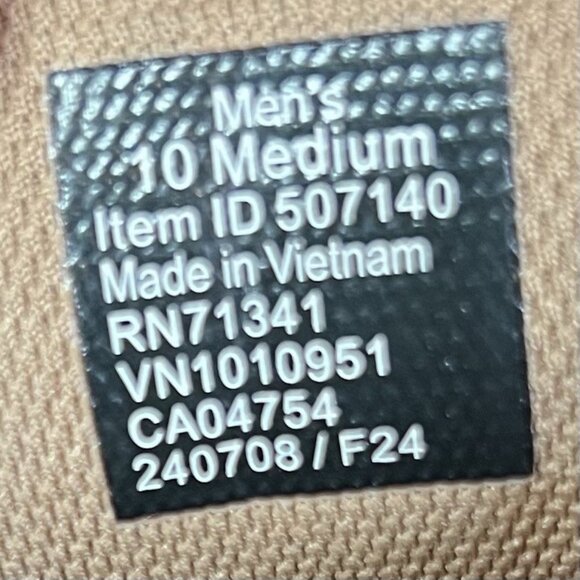 Men's
10 Medium
Item ID 507140
Made in Vietnam
RN71341
VN1010951
CA04754
240708 / F24